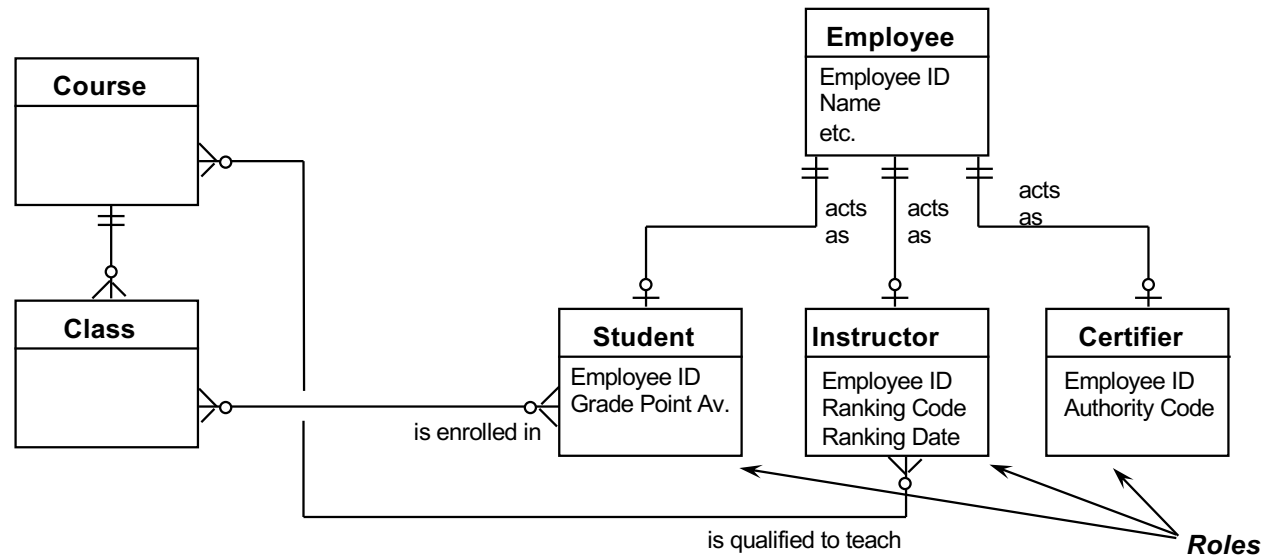 Employee
Employee ID
Name
etc.
Course
acts
as
acts
as
acts
as
Class
Student
Employee ID
Grade Point Av.
Instructor
Employee ID
Ranking Code
Ranking Date
Certifier
Employee ID
Authority Code
is enrolled in
is qualified to teach
Roles